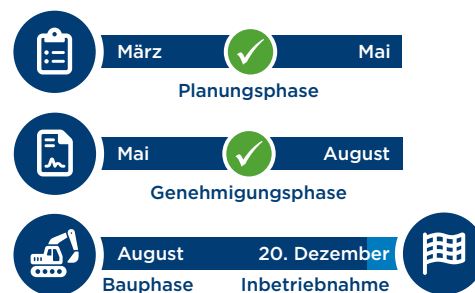 März Mai
Planungsphase
Mai August
Genehmigungsphase
August 20. Dezember
Bauphase Inbetriebnahme